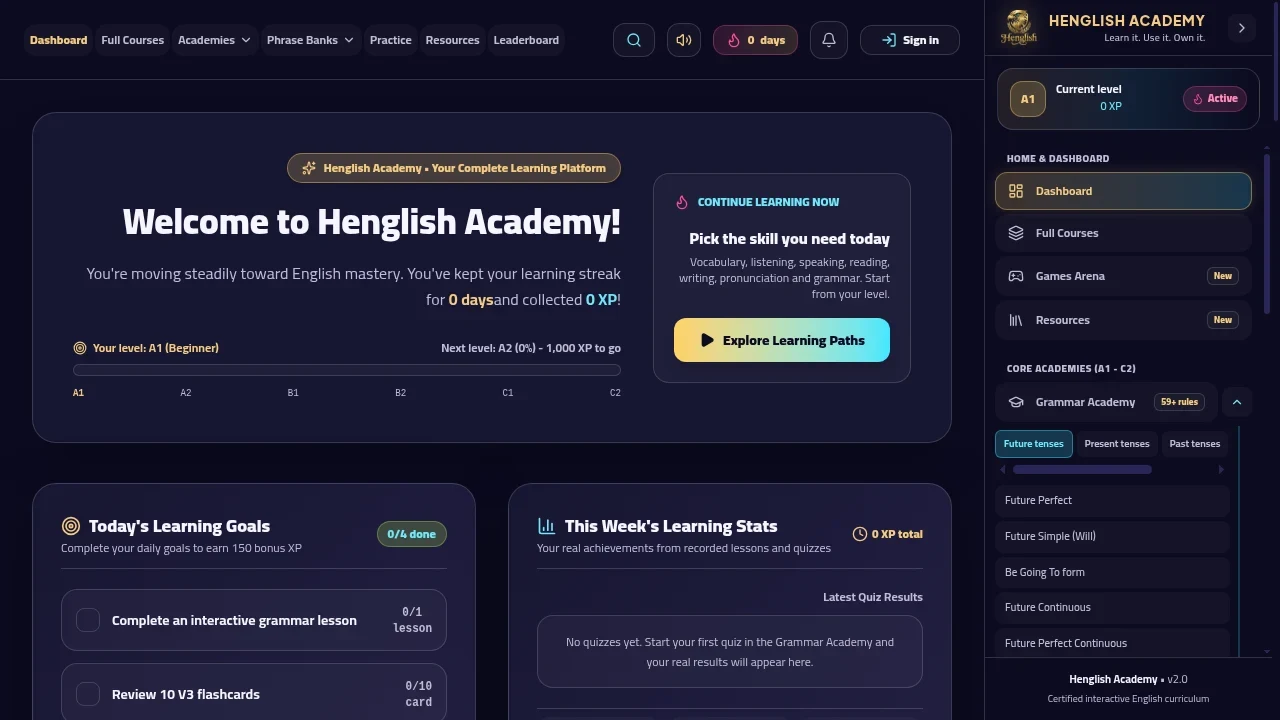 Dashboard
Full Courses
Academies
Phrase Banks
Practice
Resources
Leaderboard
0 days
Sign in
Henglish Academy • Your Complete Learning Platform
Welcome to Henglish Academy!
You're moving steadily toward English mastery. You've kept your learning streak
for 0 daysand collected 0 XP!
Your level: A1 (Beginner)
Next level: A2 (0%) - 1,000 XP to go
A1
A2
B1
B2
C1
C2
CONTINUE LEARNING NOW
Pick the skill you need today
Vocabulary, listening, speaking, reading,
writing, pronunciation and grammar. Start
from your level.
Explore Learning Paths
Today's Learning Goals
Complete your daily goals to earn 150 bonus XP
0/4 done
Complete an interactive grammar lesson
0/1
lesson
Review 10 V3 flashcards
0/10
card
This Week's Learning Stats
Your real achievements from recorded lessons and quizzes
0 XP total
Latest Quiz Results
No quizzes yet. Start your first quiz in the Grammar Academy and
your real results will appear here.
Henglish
HENGLISH ACADEMY
Learn it. Use it. Own it.
A1
Current level
0 XP
Active
HOME & DASHBOARD
Dashboard
Full Courses
Games Arena
New
Resources
New
CORE ACADEMIES (A1 - C2)
Grammar Academy
59+ rules
Future tenses
Present tenses
Past tenses
Future Perfect
Future Simple (Will)
Be Going To form
Future Continuous
Future Perfect Continuous
Henglish Academy • v2.0
Certified interactive English curriculum